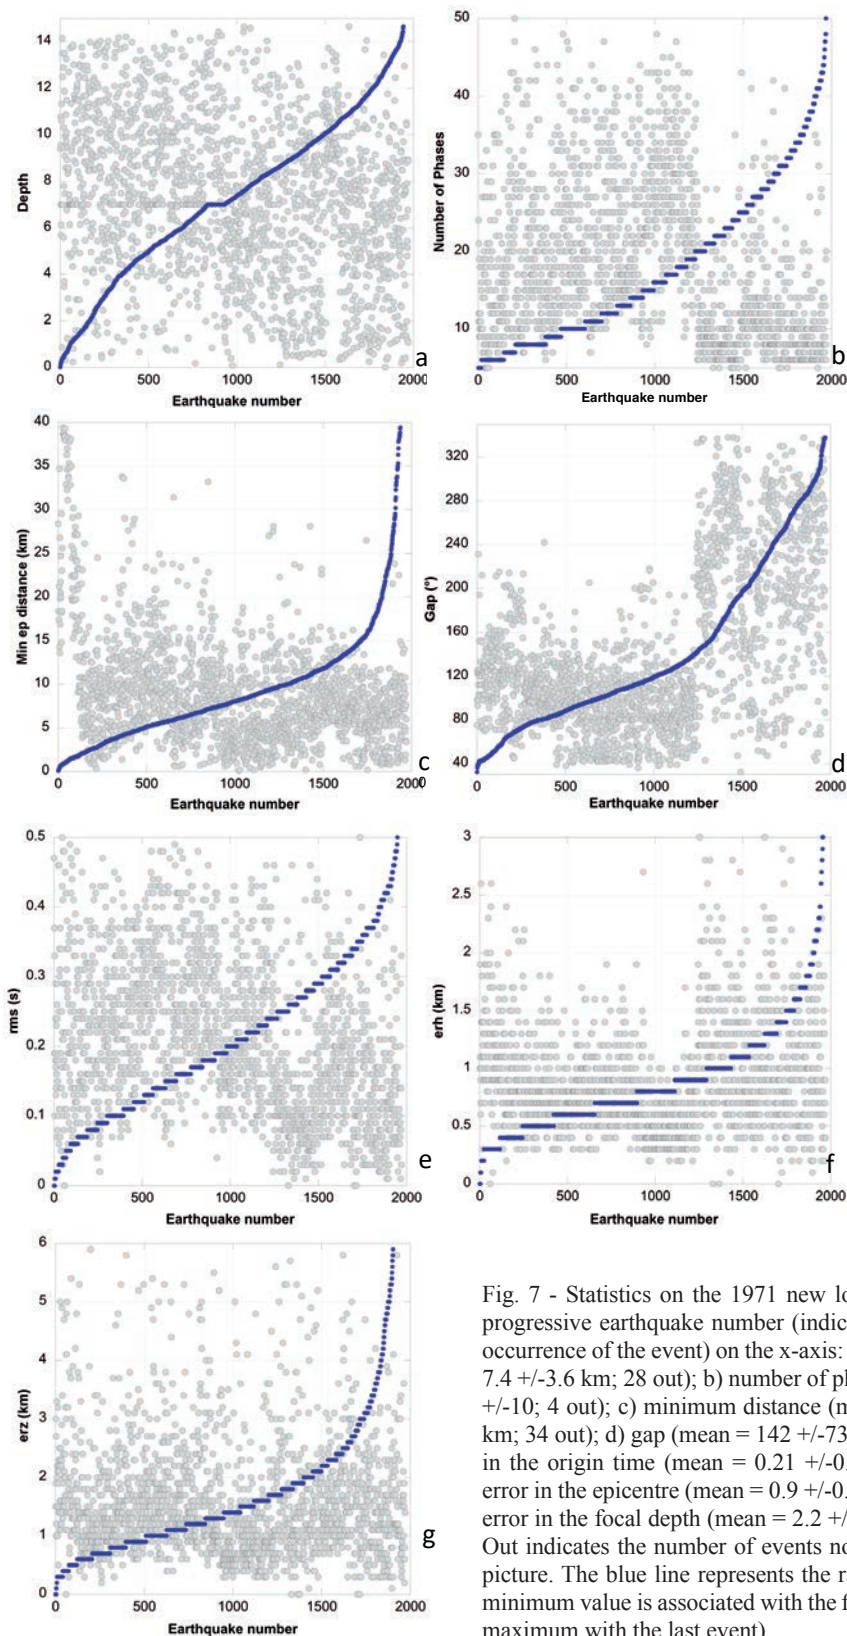 14
12
10
8
6
4
2
0
Depth
0 500 1000 1500 2000
Earthquake number
a
50
40
30
20
10
Number of Phases
0 500 1000 1500 2000
Earthquake number
b
40
35
30
25
20
15
10
5
0
Min ep distance (km)
0 500 1000 1500 2000
Earthquake number
c
320
280
240
200
160
120
80
40
Gap (°)
0 500 1000 1500 2000
Earthquake number
d
0.5
0.4
0.3
0.2
0.1
0
rms (s)
0 500 1000 1500 2000
Earthquake number
e
3
2.5
2
1.5
1
0.5
0
erh (km)
0 500 1000 1500 2000
Earthquake number
f
6
5
4
3
2
1
0
erz (km)
0 500 1000 1500 2000
Earthquake number
g
Fig. 7 - Statistics on the 1971 new lo
progressive earthquake number (indic
occurrence of the event) on the x-axis:
7.4 +/-3.6 km; 28 out); b) number of pl
+/-10; 4 out); c) minimum distance (m
km; 34 out); d) gap (mean = 142 +/-73
in the origin time (mean = 0.21 +/-0.
error in the epicentre (mean = 0.9 +/-0.
error in the focal depth (mean = 2.2 +/
Out indicates the number of events no
picture. The blue line represents the r
minimum value is associated with the f
maximum with the last event)